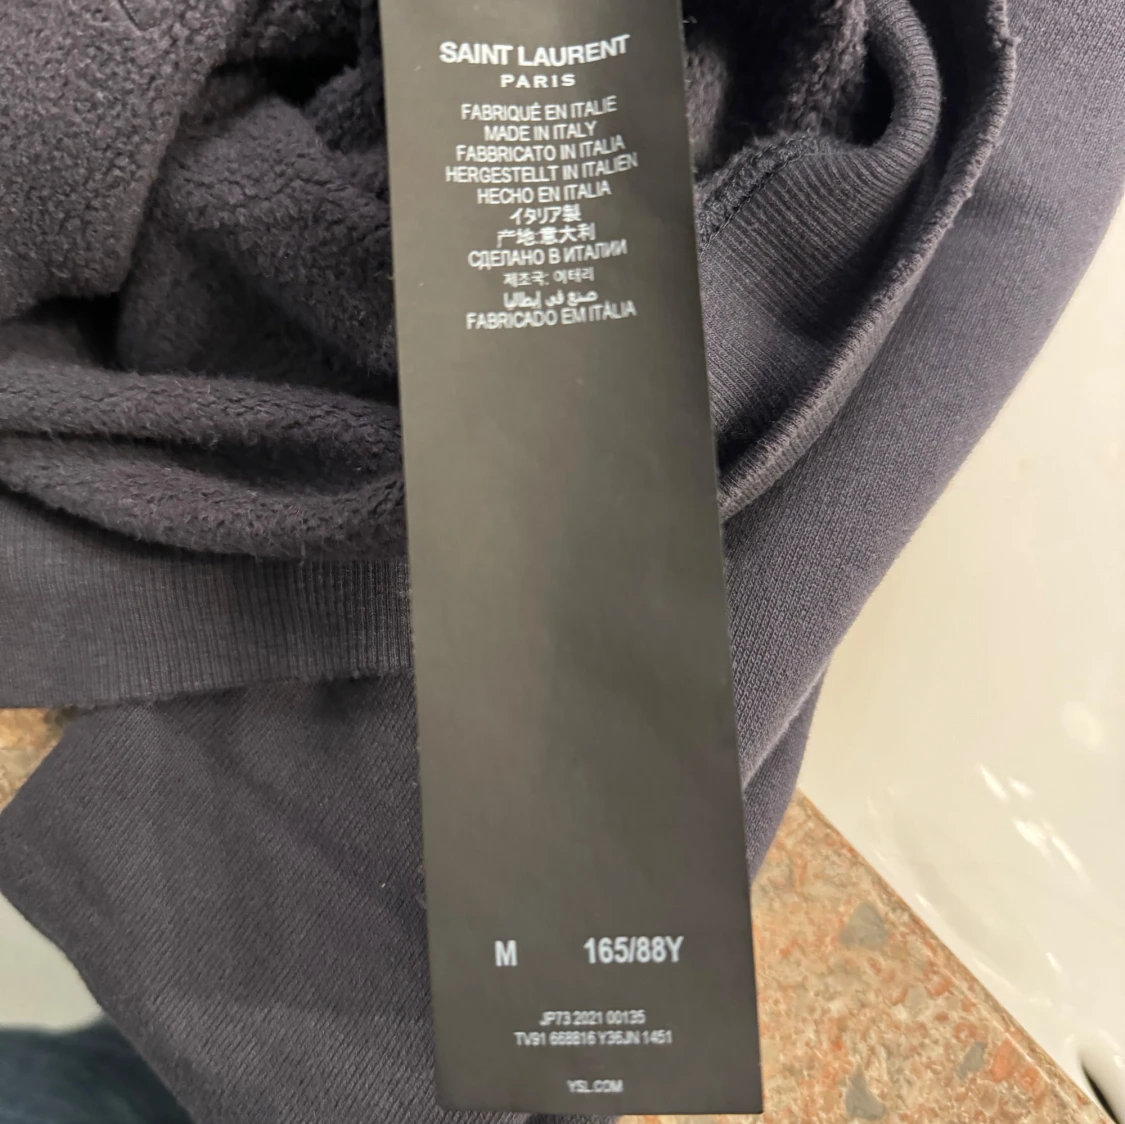 SAINT LAURENT
PARIS
FABRIQUÉ EN ITALIE
MADE IN ITALY
FABBRICATO IN ITALIA
HERGESTELLT IN ITALIEN
HECHO EN ITALIA
イタリア製
产地:意大利
СДЕЛАНО В ИТАЛИИ
제조국: 이태리
صنع في إيطاليا
FABRICADO EM ITÁLIA
M 165/88Y
JP73 2021 00135
TV91 668816 Y36JN 1451
YSL.COM